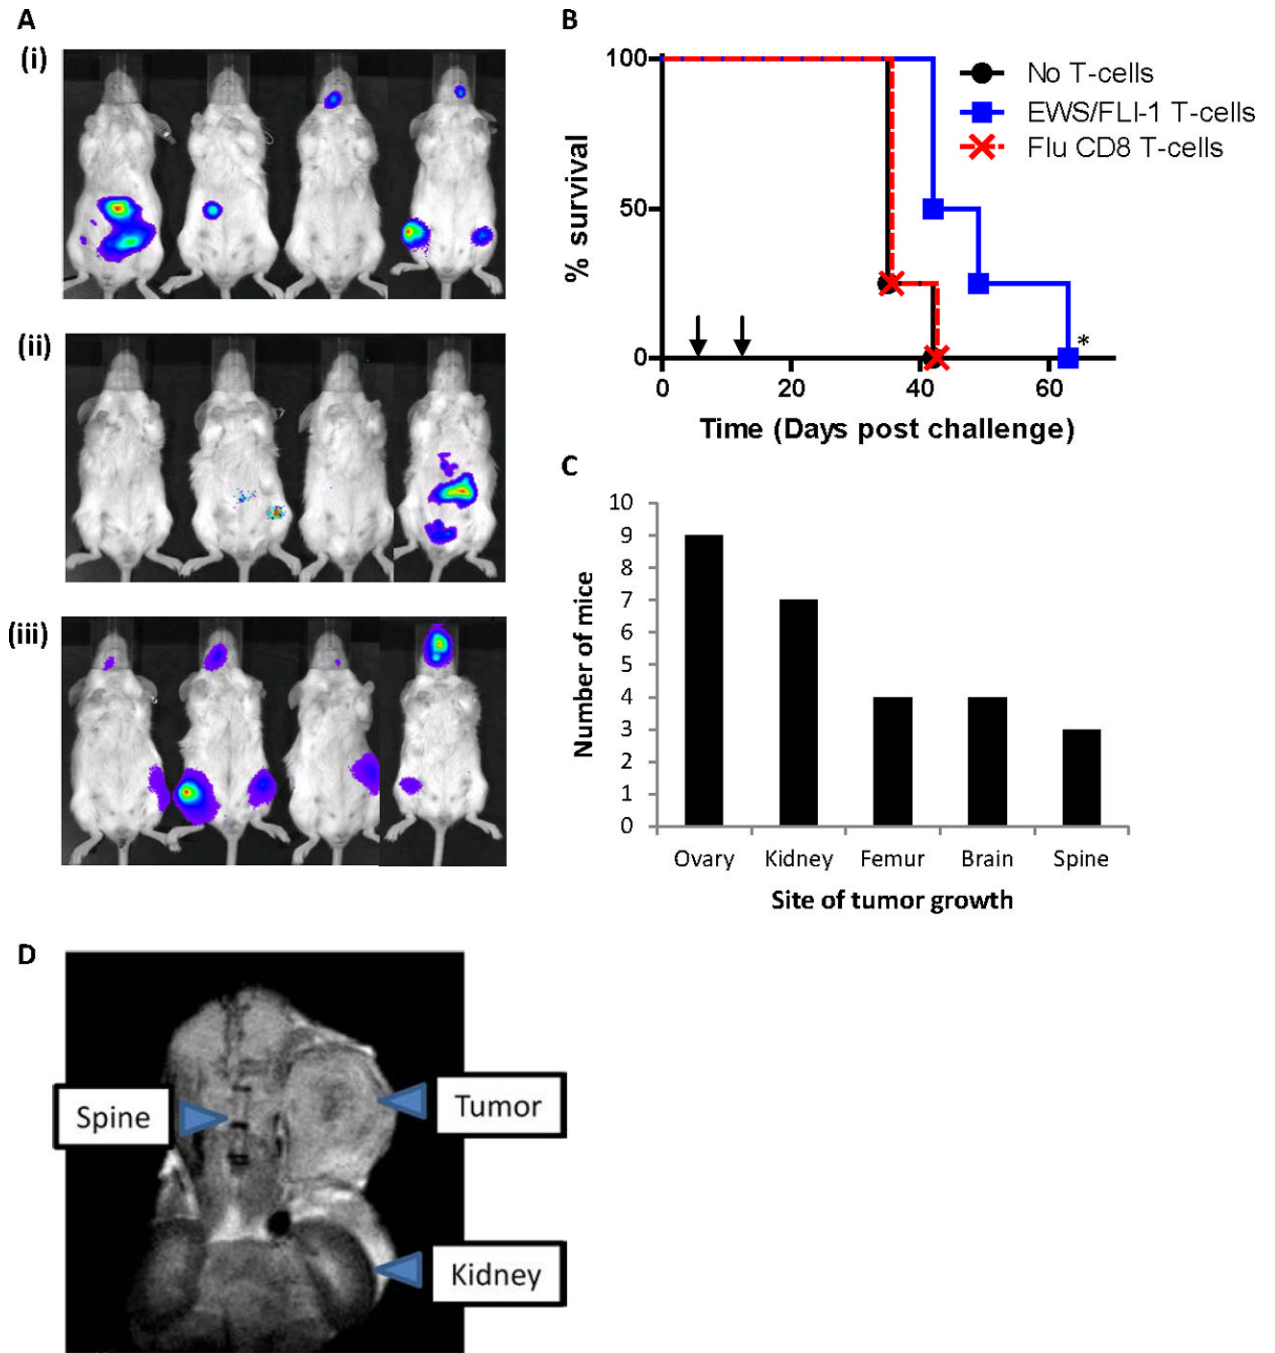 A
(i)
(ii)
(iii)
B
100
50
0
% survival
0 20 40 60
Time (Days post challenge)
No T-cells
EWS/FLI-1 T-cells
Flu CD8 T-cells
*
C
10
9
8
7
6
5
4
3
2
1
0
Number of mice
Ovary Kidney Femur Brain Spine
Site of tumor growth
D
Spine
Tumor
Kidney